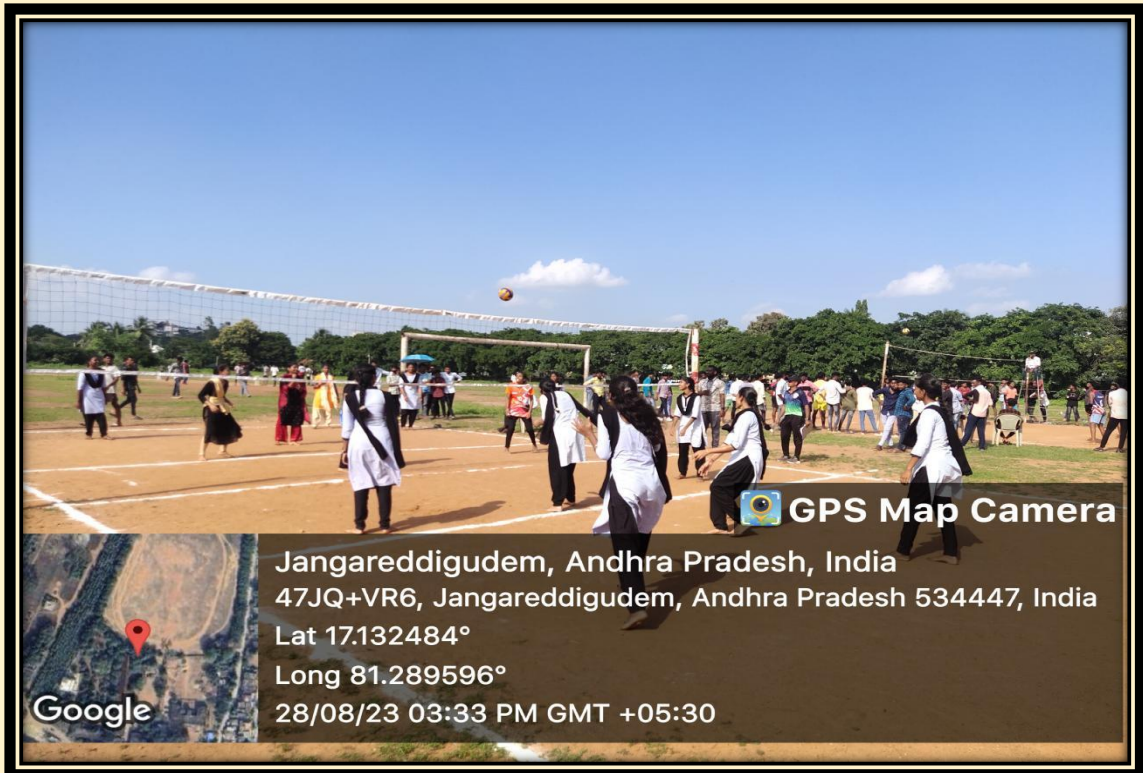 GPS Map Camera
Jangareddigudem, Andhra Pradesh, India
47JQ+VR6, Jangareddigudem, Andhra Pradesh 534447, India
Lat 17.132484°
Long 81.289596°
28/08/23 03:33 PM GMT +05:30
Google